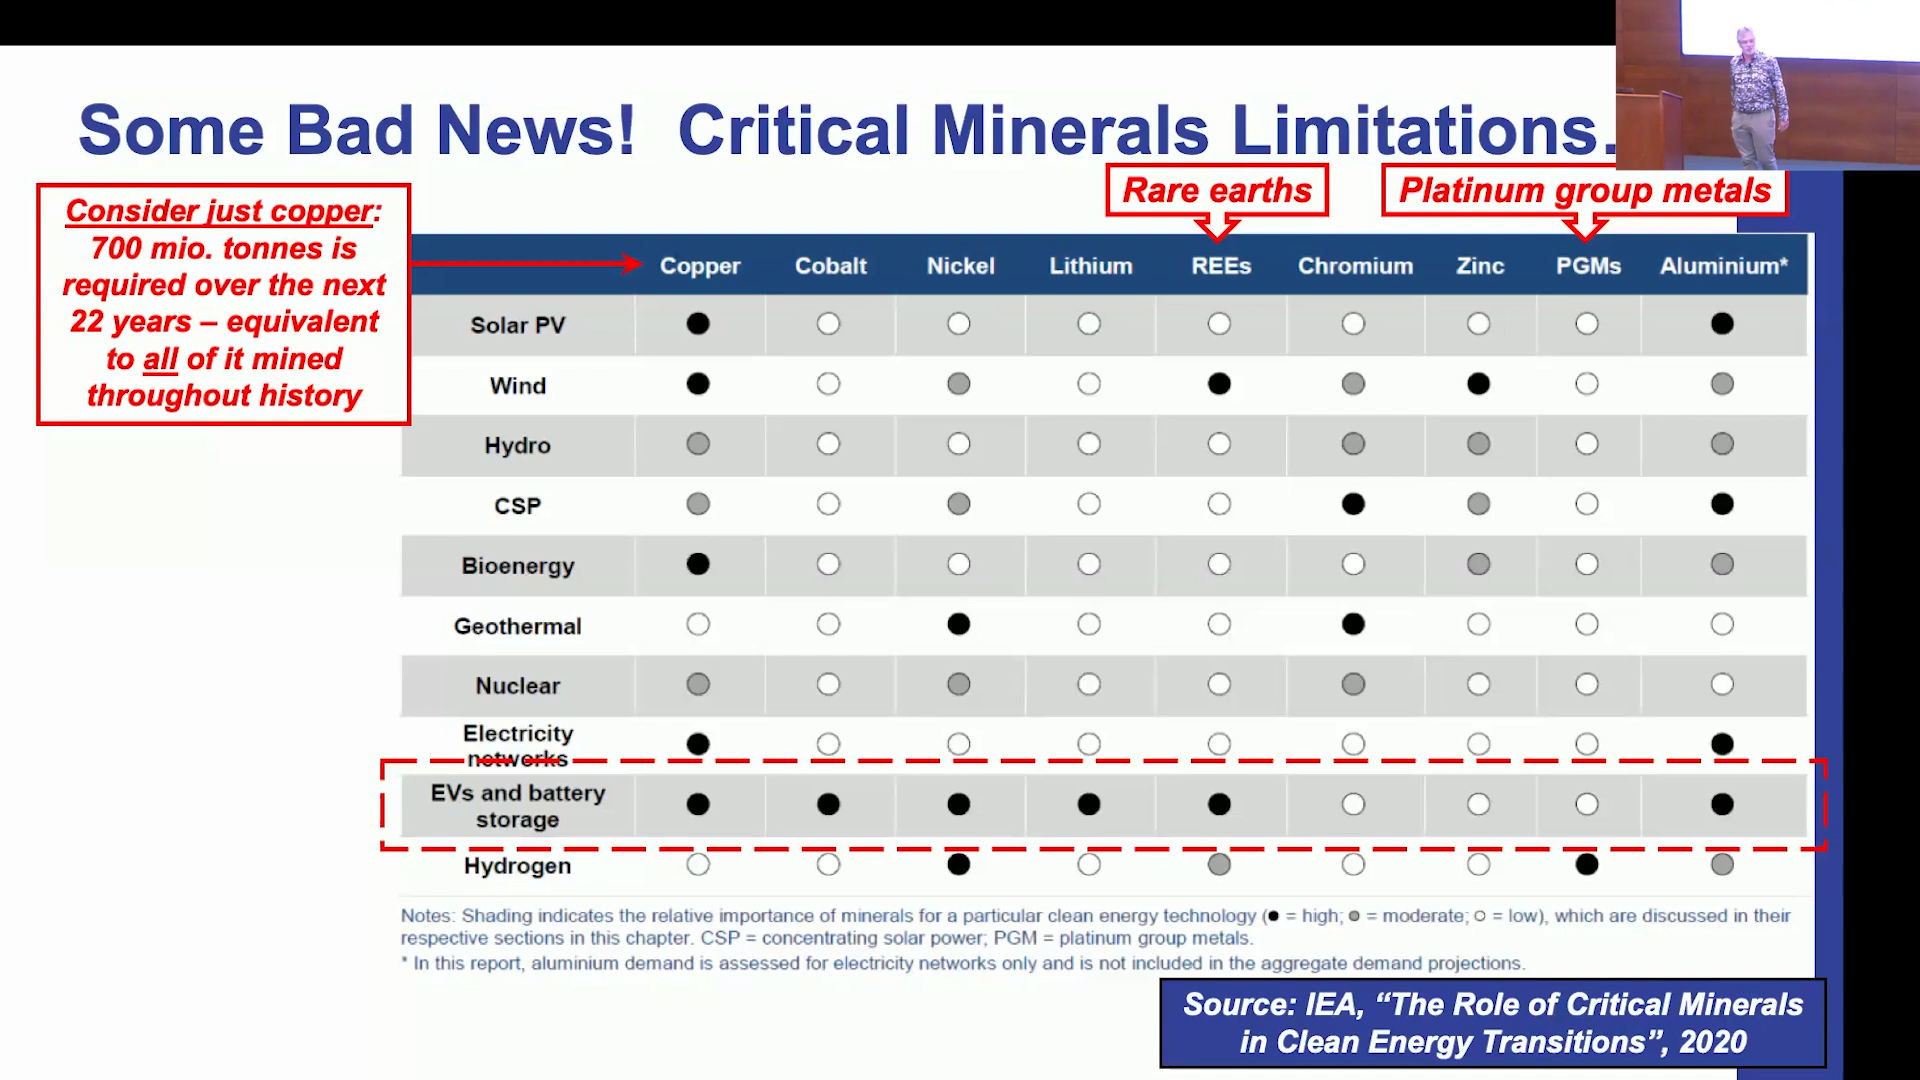 Some Bad News! Critical Minerals Limitations.
Consider just copper:
700 mio. tonnes is
required over the next
22 years – equivalent
to all of it mined
throughout history
Rare earths
Platinum group metals
Copper Cobalt Nickel Lithium REEs Chromium Zinc PGMs Aluminium*
Solar PV
Wind
Hydro
CSP
Bioenergy
Geothermal
Nuclear
Electricity
networks
EVs and battery
storage
Hydrogen
Notes: Shading indicates the relative importance of minerals for a particular clean energy technology (● = high; ● = moderate; ○ = low), which are discussed in their
respective sections in this chapter. CSP = concentrating solar power; PGM = platinum group metals.
* In this report, aluminium demand is assessed for electricity networks only and is not included in the aggregate demand projections.
Source: IEA, “The Role of Critical Minerals
in Clean Energy Transitions”, 2020